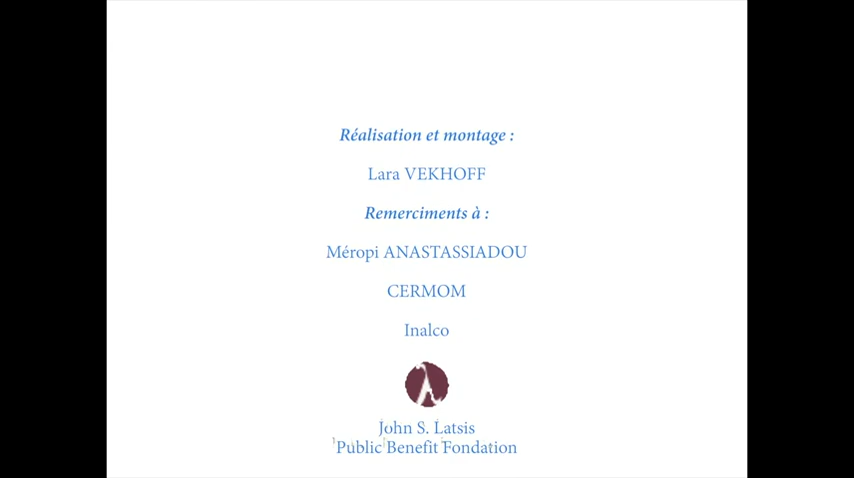 Réalisation et montage :
Lara VEKHOFF
Remerciments à :
Méropi ANASTASSIADOU
CERMOM
Inalco
John S. Latsis
Public Benefit Fondation